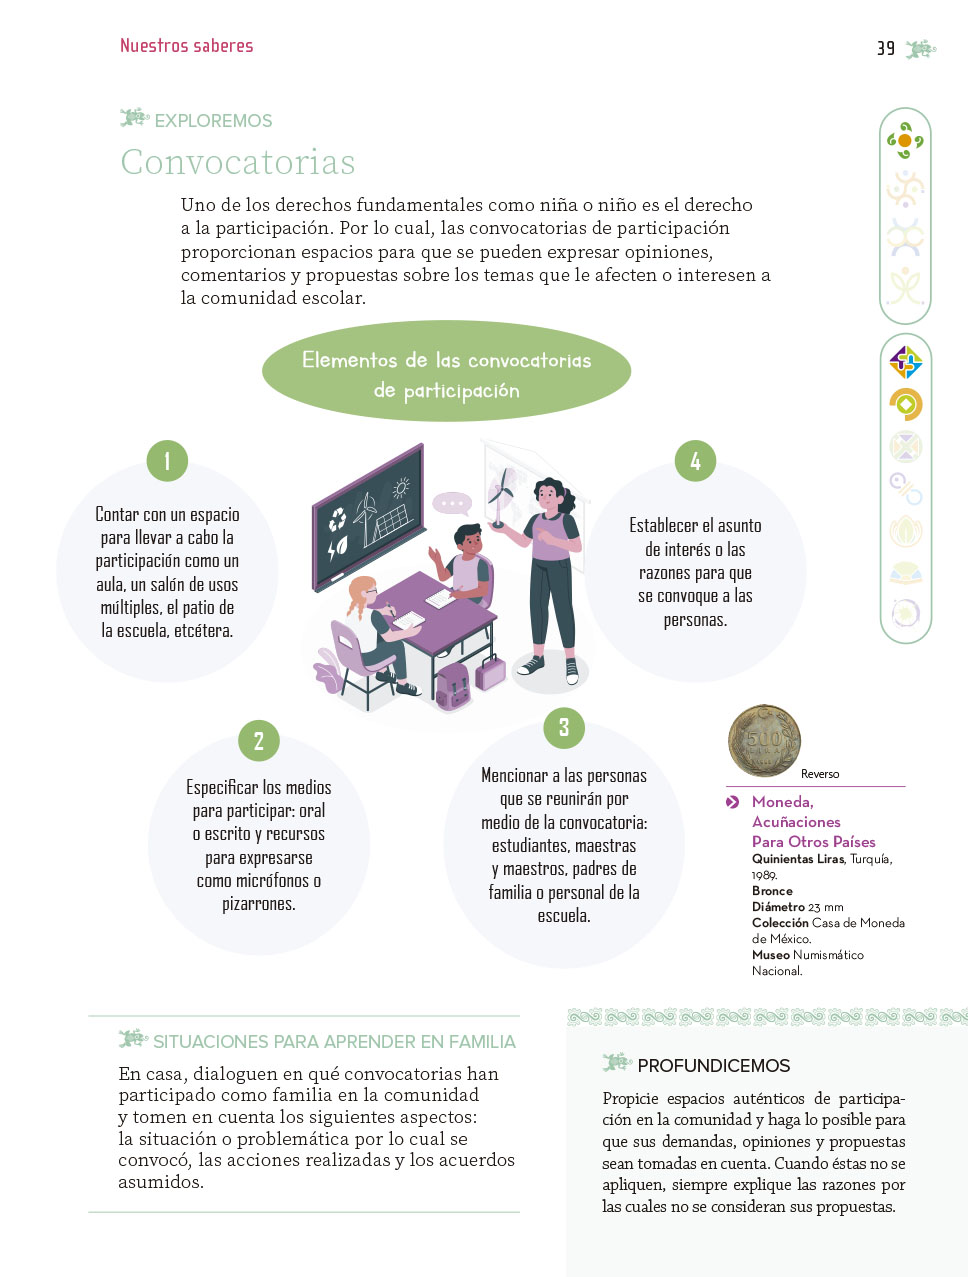 Nuestros saberes
39
EXPLOREMOS
Convocatorias
Uno de los derechos fundamentales como niña o niño es el derecho
a la participación. Por lo cual, las convocatorias de participación
proporcionan espacios para que se pueden expresar opiniones,
comentarios y propuestas sobre los temas que le afecten o interesen a
la comunidad escolar.
Elementos de las convocatorias
de participación
1
Contar con un espacio
para llevar a cabo la
participación como un
aula, un salón de usos
múltiples, el patio de
la escuela, etcétera.
2
Especificar los medios
para participar: oral
o escrito y recursos
para expresarse
como micrófonos o
pizarrones.
3
Mencionar a las personas
que se reunirán por
medio de la convocatoria:
estudiantes, maestras
y maestros, padres de
familia o personal de la
escuela.
4
Establecer el asunto
de interés o las
razones para que
se convoque a las
personas.
500
Reverso
Moneda,
Acuñaciones
Para Otros Países
Quinientas Liras, Turquía,
1989.
Bronce
Diámetro 23 mm
Colección Casa de Moneda
de México.
Museo Numismático
Nacional.
SITUACIONES PARA APRENDER EN FAMILIA
En casa, dialoguen en qué convocatorias han
participado como familia en la comunidad
y tomen en cuenta los siguientes aspectos:
la situación o problemática por lo cual se
convocó, las acciones realizadas y los acuerdos
asumidos.
PROFUNDICEMOS
Propicie espacios auténticos de participa-
ción en la comunidad y haga lo posible para
que sus demandas, opiniones y propuestas
sean tomadas en cuenta. Cuando éstas no se
apliquen, siempre explique las razones por
las cuales no se consideran sus propuestas.